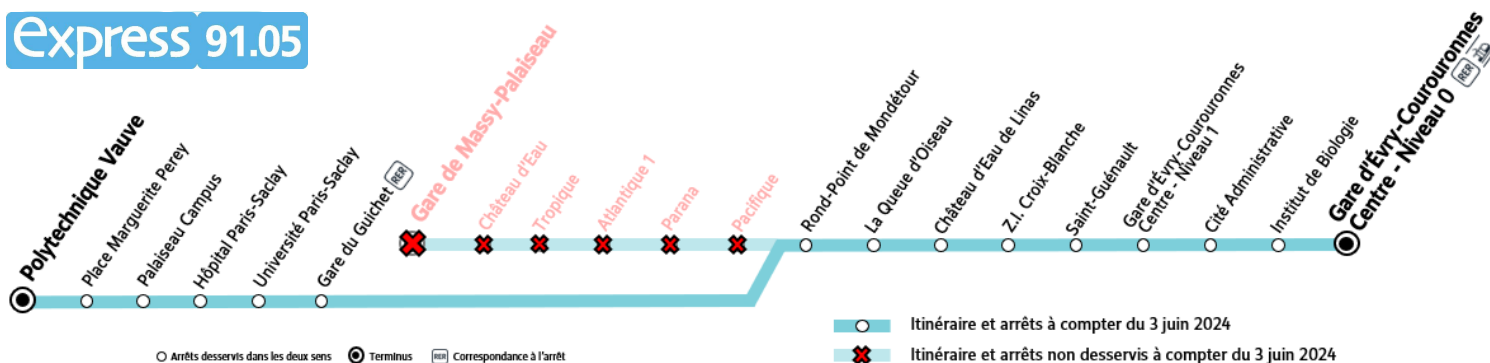 express 91.05
Polytechnique Vauve
Place Marguerite Perey
Palaiseau Campus
Hôpital Paris-Saclay
Université Paris-Saclay
Gare du Guichet RER
Gare de Massy-Palaiseau
Château d'Eau
Tropique
Atlantique 1
Parana
Pacifique
Rond-Point de Mondétour
La Queue d'Oiseau
Château d'Eau de Linas
Z.I. Croix-Blanche
Saint-Guénault
Gare d'Évry-Courouronnes
Centre - Niveau 1
Cité Administrative
Institut de Biologie
Gare d'Évry-Courouronnes
Centre - Niveau 0 RER
Itinéraire et arrêts à compter du 3 juin 2024
Itinéraire et arrêts non desservis à compter du 3 juin 2024
Arrêts desservis dans les deux sens
Terminus
RER Correspondance à l'arrêt